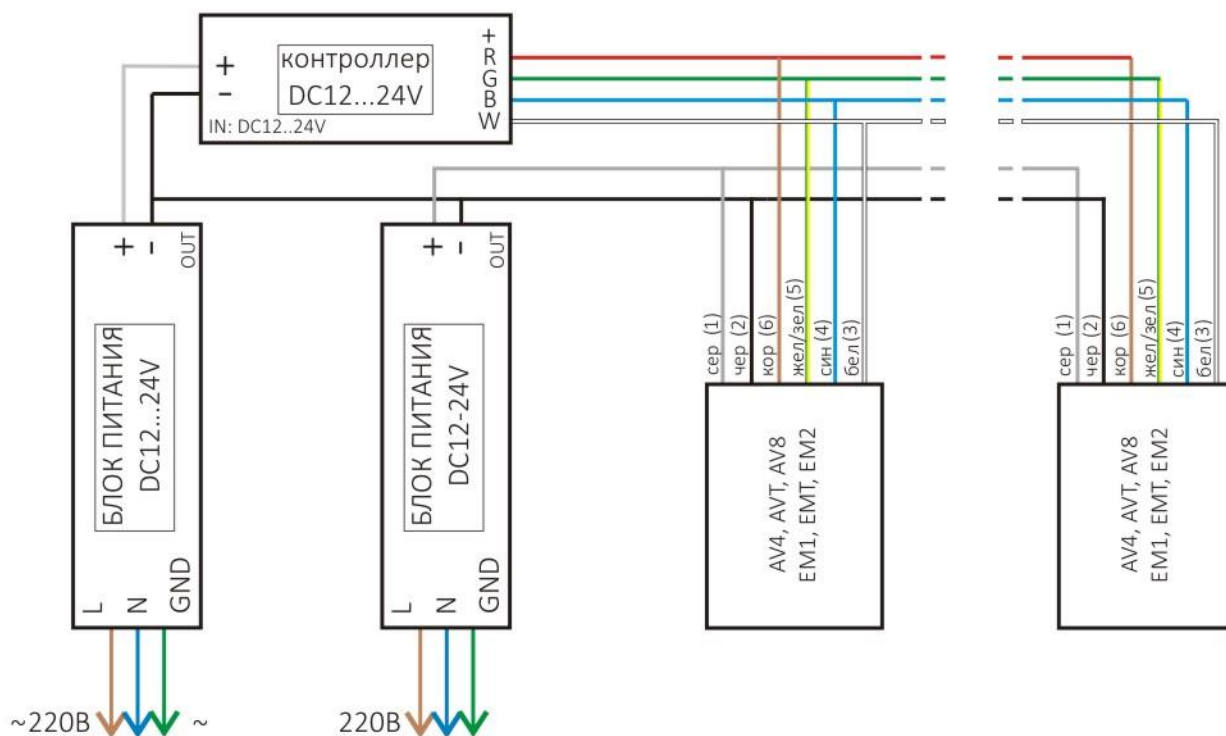 контроллер
DC12...24V
IN: DC12..24V
+
-
+
R
G
B
W
+
-
OUT
БЛОК ПИТАНИЯ
DC12...24V
L
N
GND
~220В
~
+
-
OUT
БЛОК ПИТАНИЯ
DC12-24V
L
N
GND
220В
сер (1)
чер (2)
кор (6)
жел/зел (5)
син (4)
бел(3)
AV4, AVT, AV8
EM1, EMT, EM2
сер (1)
чер (2)
кор (6)
жел/зел (5)
син (4)
бел(3)
AV4, AVT, AV8
EM1, EMT, EM2